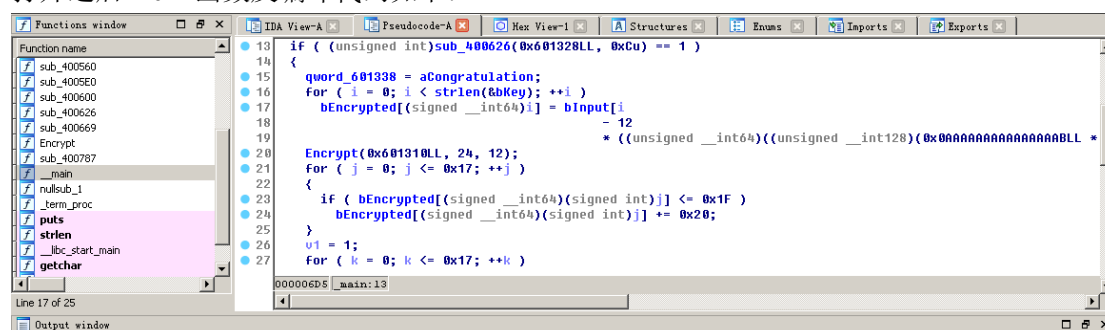 Functions window
IDA View-A
Pseudocode-A
Hex View-1
Structures
Enums
Imports
Exports
Function name
sub_400560
sub_4005E0
sub_400600
sub_400626
sub_400669
Encrypt
sub_400787
__main
nullsub_1
_term_proc
puts
strlen
__libc_start_main
getchar
Line 17 of 25
13 if ( (unsigned int)sub_400626(0x601328LL, 0xCu) == 1 )
14 {
15 qword_601338 = aCongratulation;
16 for ( i = 0; i < strlen(&bKey); ++i )
17 bEncrypted[(signed __int64)i] = bInput[i
18 - 12
19 * ((unsigned __int64)((unsigned __int128)(0x0AAAAAAAAAAAAAAABLL *
20 Encrypt(0x601310LL, 24, 12);
21 for ( j = 0; j <= 0x17; ++j )
22 {
23 if ( bEncrypted[(signed __int64)(signed int)j] <= 0x1F )
24 bEncrypted[(signed __int64)(signed int)j] += 0x20;
25 }
26 v1 = 1;
27 for ( k = 0; k <= 0x17; ++k )
000006D5 _main:13
Output window